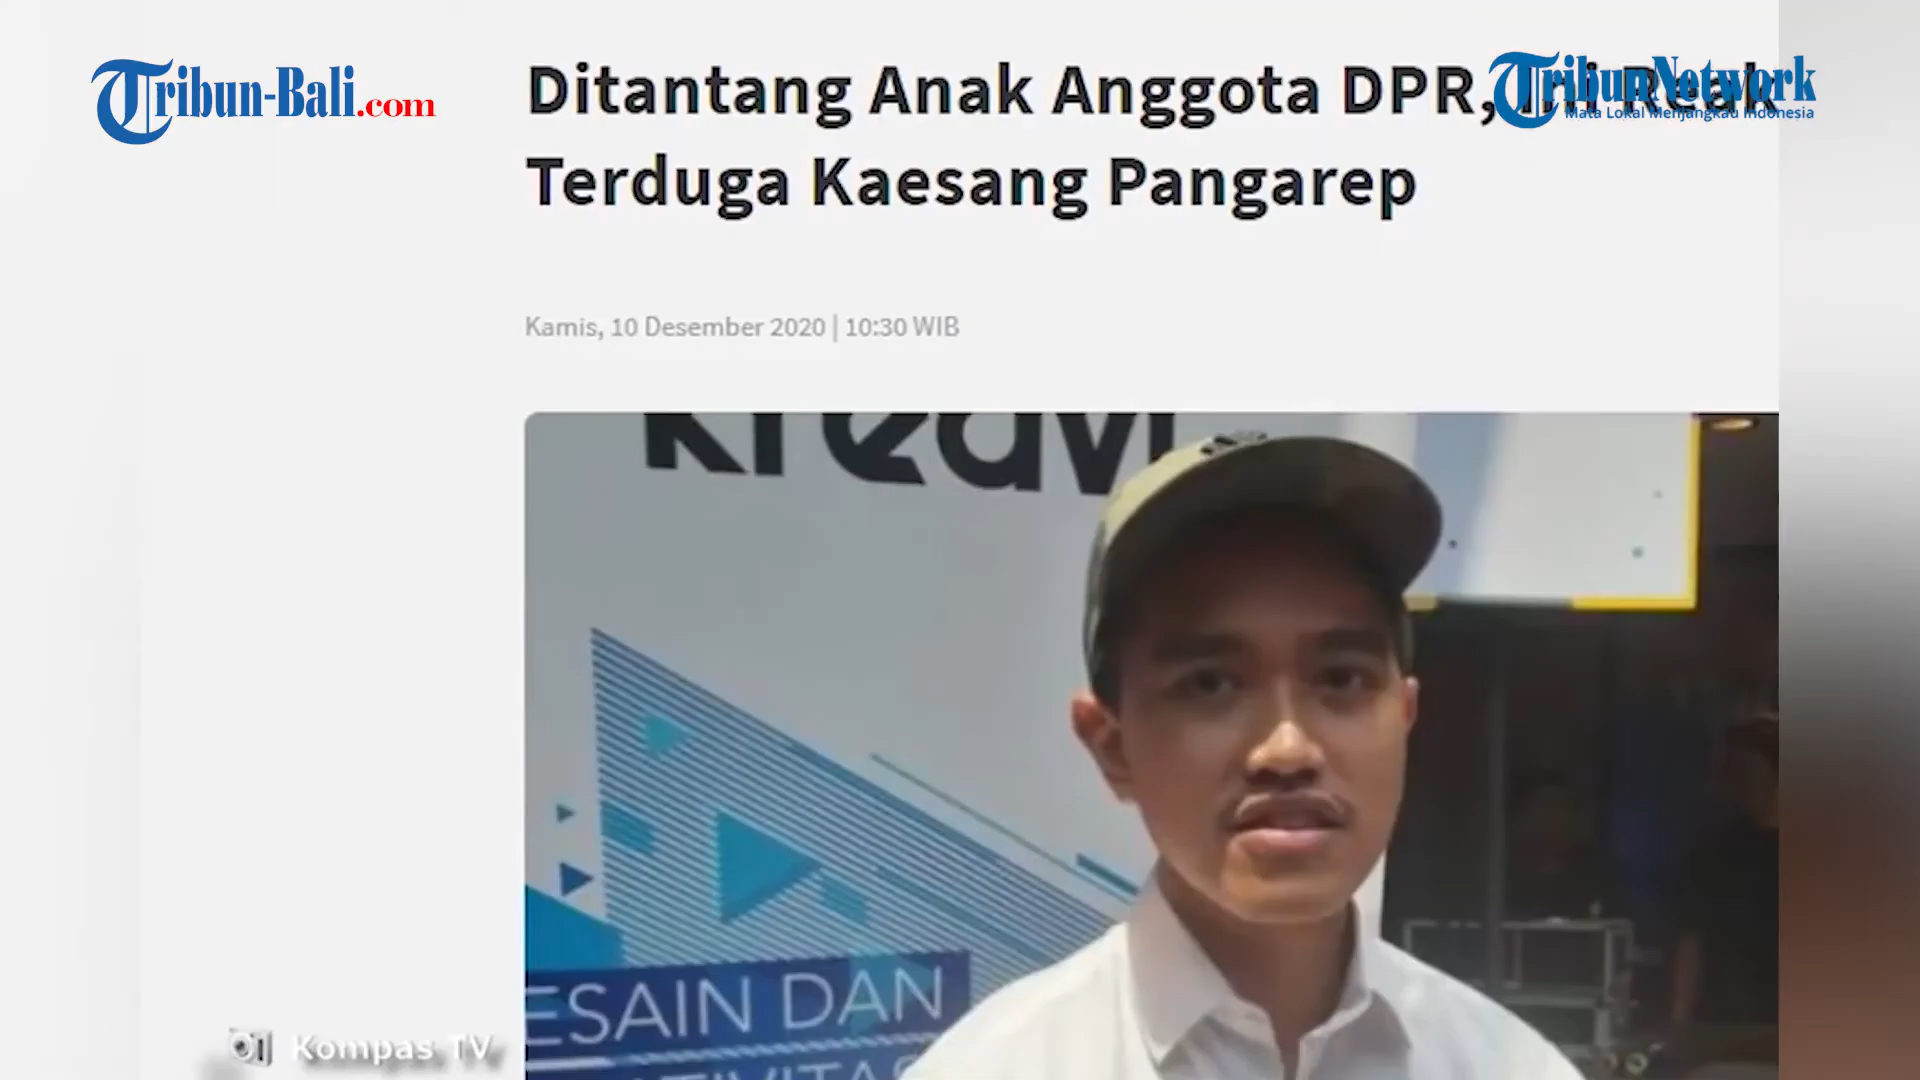 Tribun-Bali.com
TribunNetwork
Mata Lokal Menjangkau Indonesia
Ditantang Anak Anggota DPR,
Terduga Kaesang Pangarep
Kamis, 10 Desember 2020 | 10:30 WIB
Kreavi
ESAIN DAN
Kompas TV